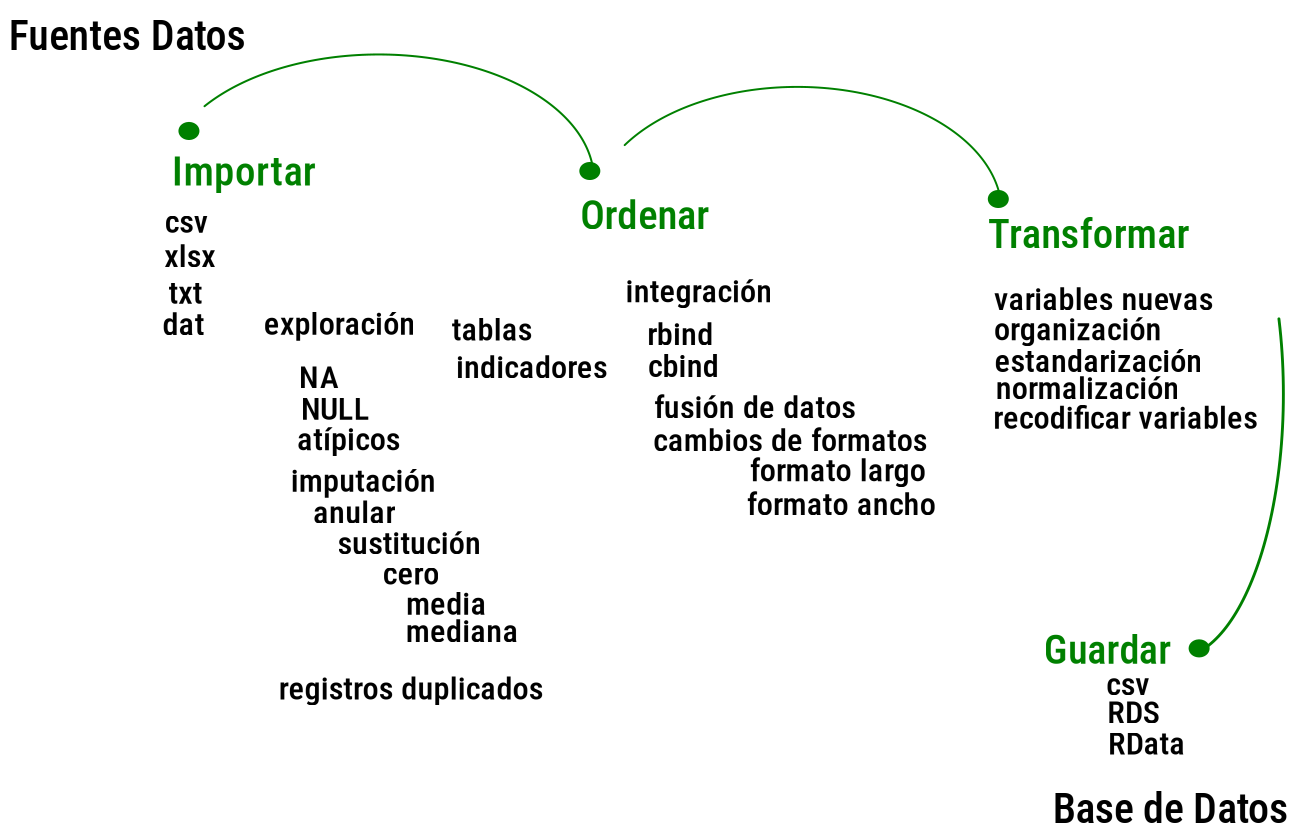 Fuentes Datos
Importar
csv
xlsx
txt
dat
exploración
NA
NULL
atípicos
imputación
anular
sustitución
cero
media
mediana
registros duplicados
tablas
indicadores
Ordenar
integración
rbind
cbind
fusión de datos
cambios de formatos
formato largo
formato ancho
Transformar
variables nuevas
organización
estandarización
normalización
recodificar variables
Guardar
csv
RDS
RData
Base de Datos